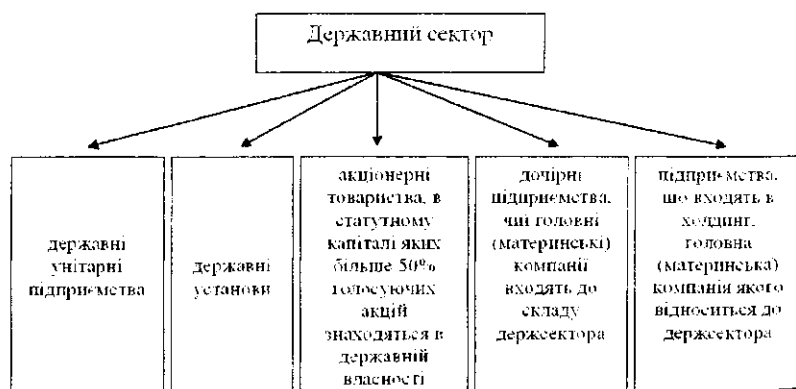 Державний сектор
державні
унітарні
підприємства
державні
установи
акціонерні
товариства, в
статутному
капіталі яких
більше 50%
голосуючих
акцій
знаходяться в
державній
власності
дочірні
підприємства,
чиї головні
(материнські)
компанії
входять до
складу
держсектора
підприємства,
що входять в
холдинг,
головна
(материнська)
компанія якого
відноситься до
держсектора